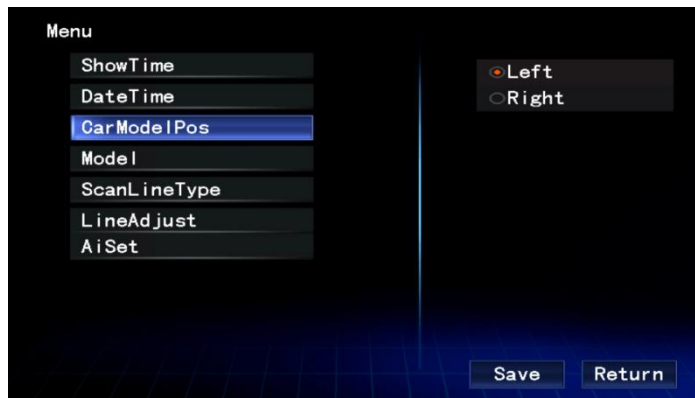 Menu
ShowTime
DateTime
CarModelPos
Model
ScanLineType
LineAdjust
AiSet
Left
Right
Save
Return